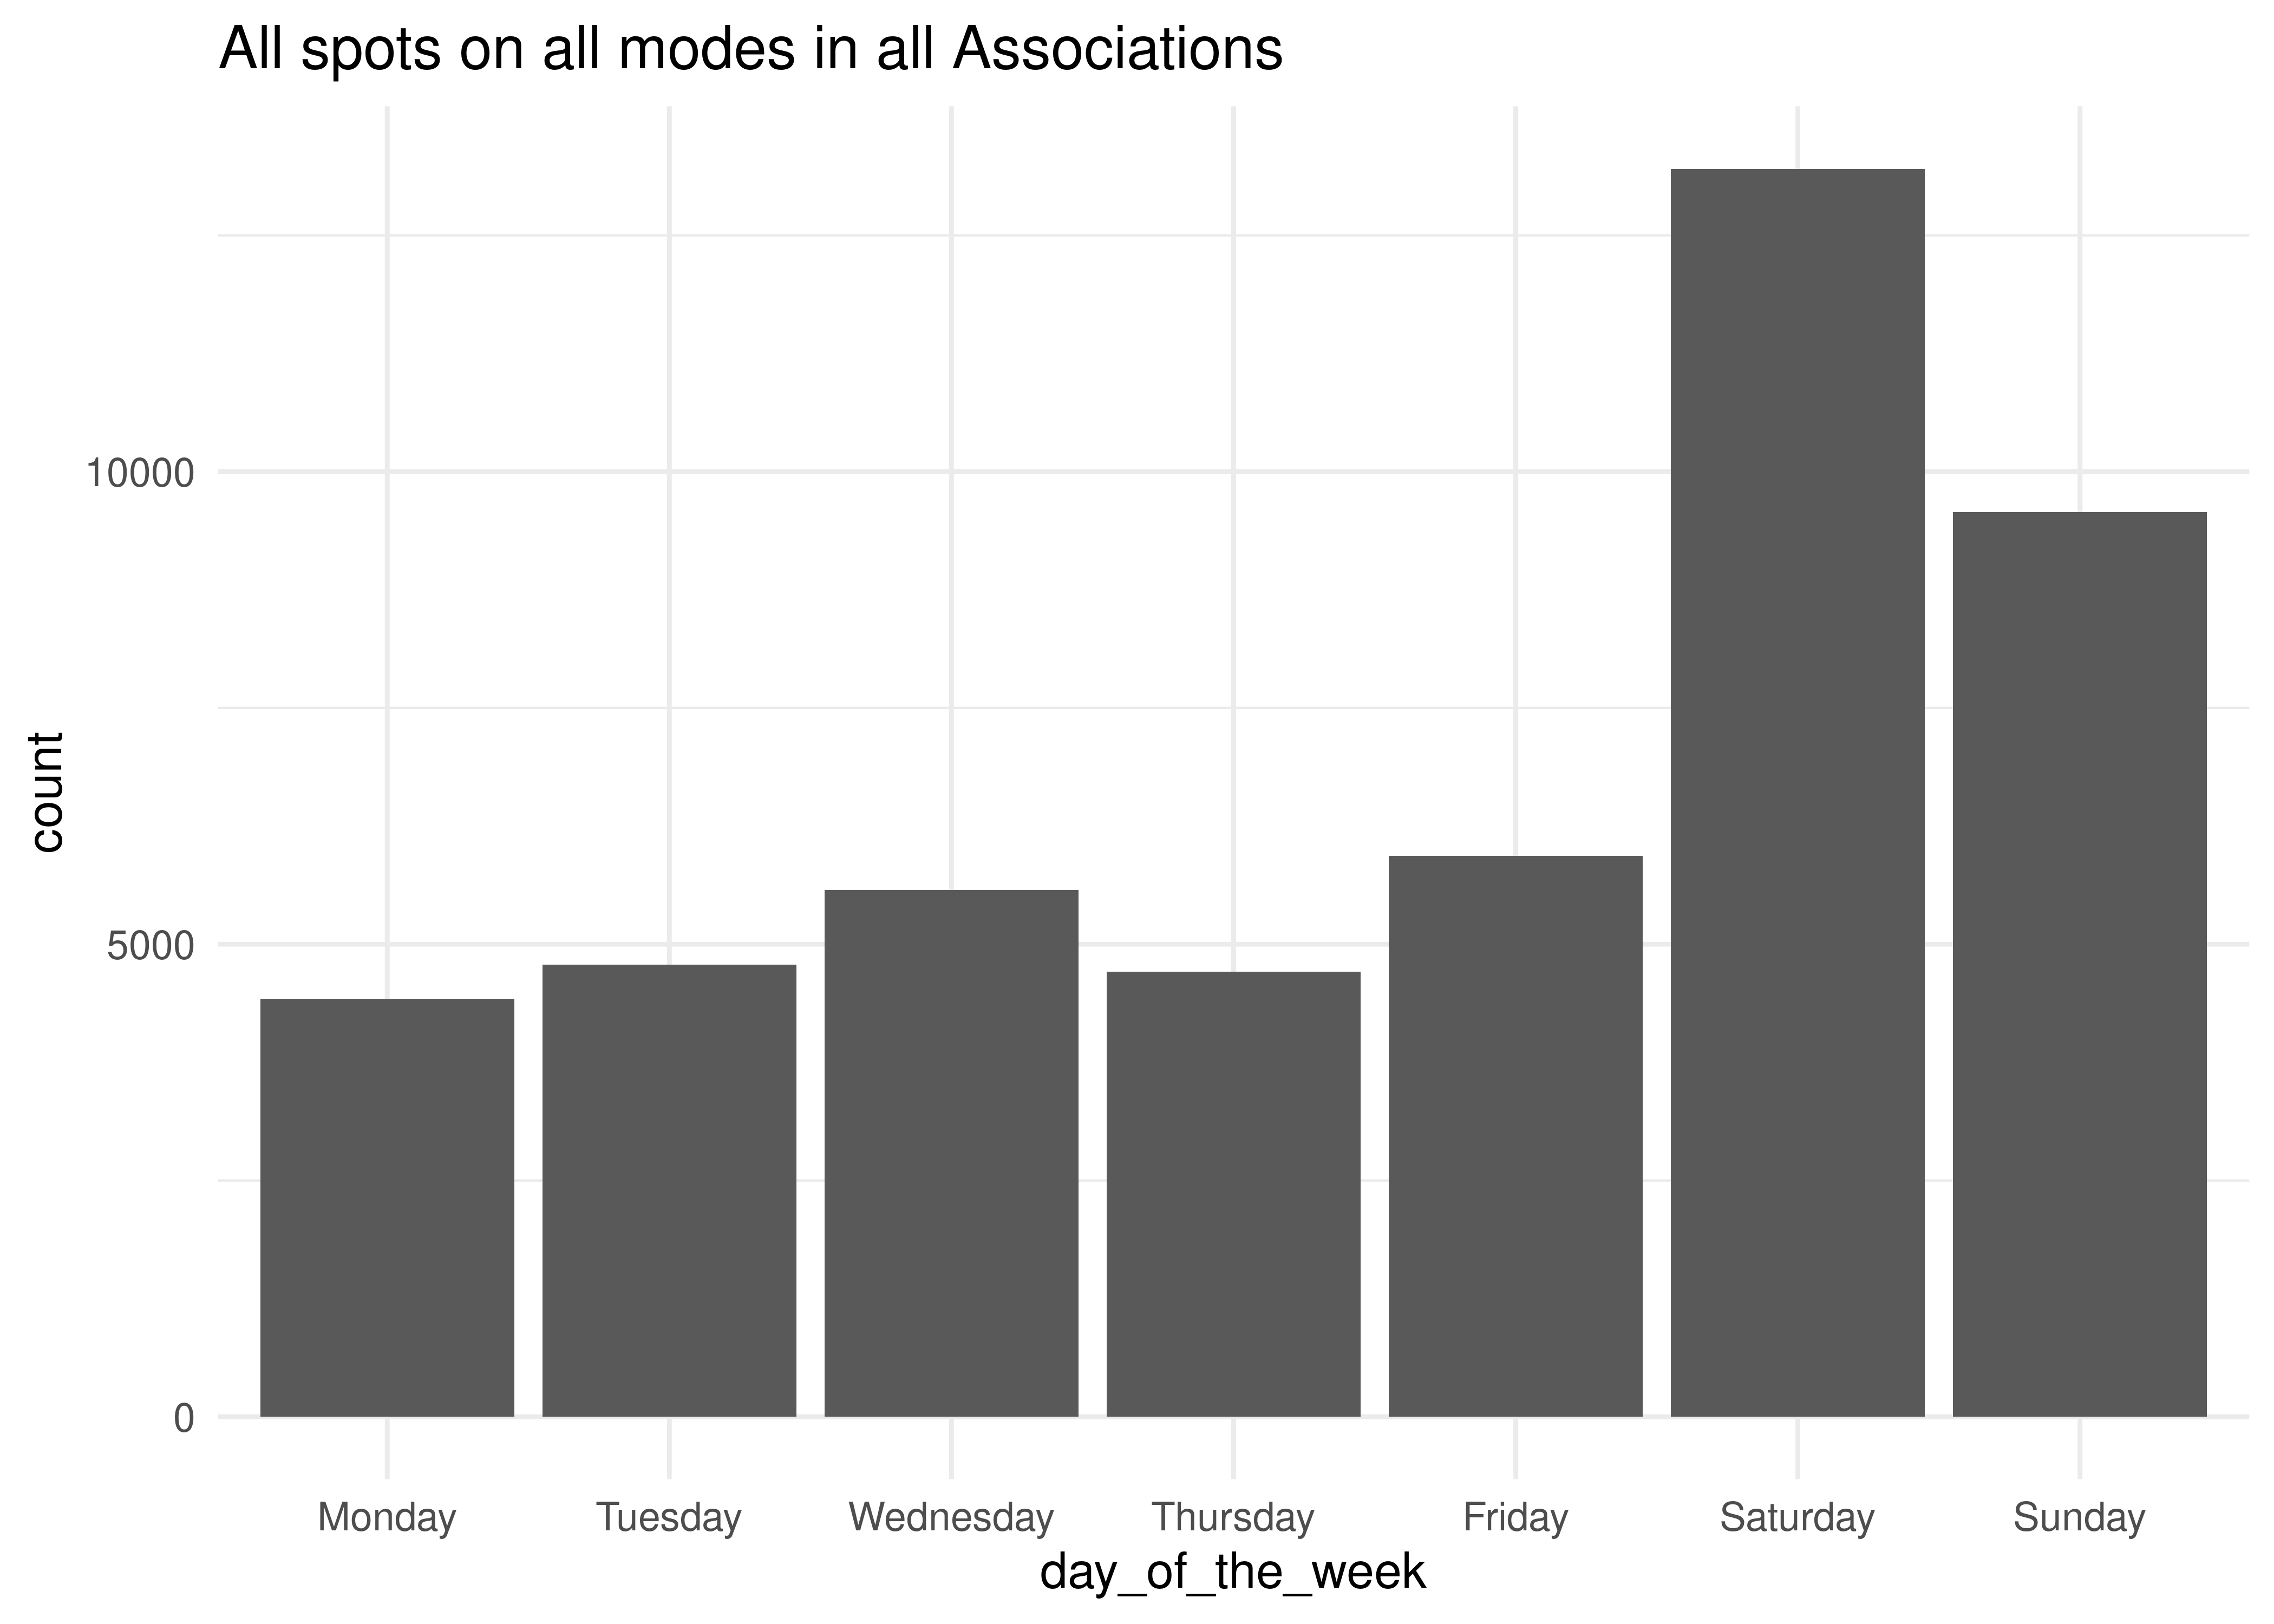 All spots on all modes in all Associations
count
10000
5000
0
Monday Tuesday Wednesday Thursday Friday Saturday Sunday
day_of_the_week